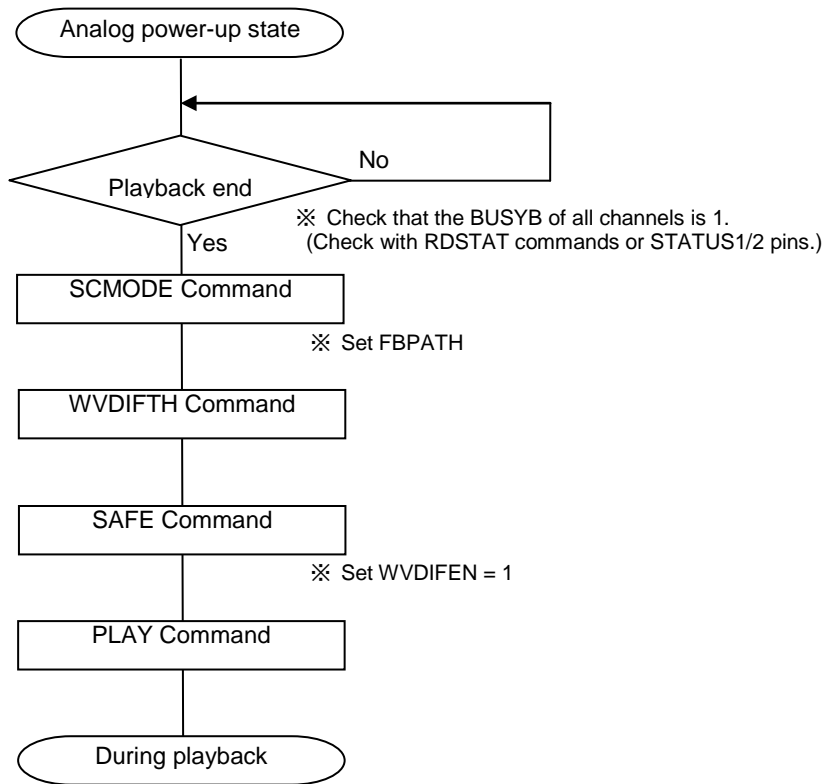 Analog power-up state
No
Playback end
※ Check that the BUSYB of all channels is 1.
(Check with RDSTAT commands or STATUS1/2 pins.)
Yes
SCMODE Command
※ Set FBPATH
WVDIFTH Command
SAFE Command
※ Set WVDIFEN = 1
PLAY Command
During playback